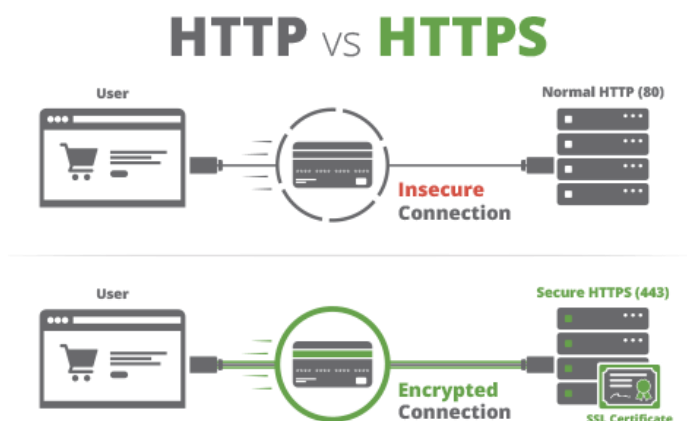 HTTP vs HTTPS
User
Normal HTTP (80)
Insecure
Connection
User
Secure HTTPS (443)
Encrypted
Connection
SSL Certificate